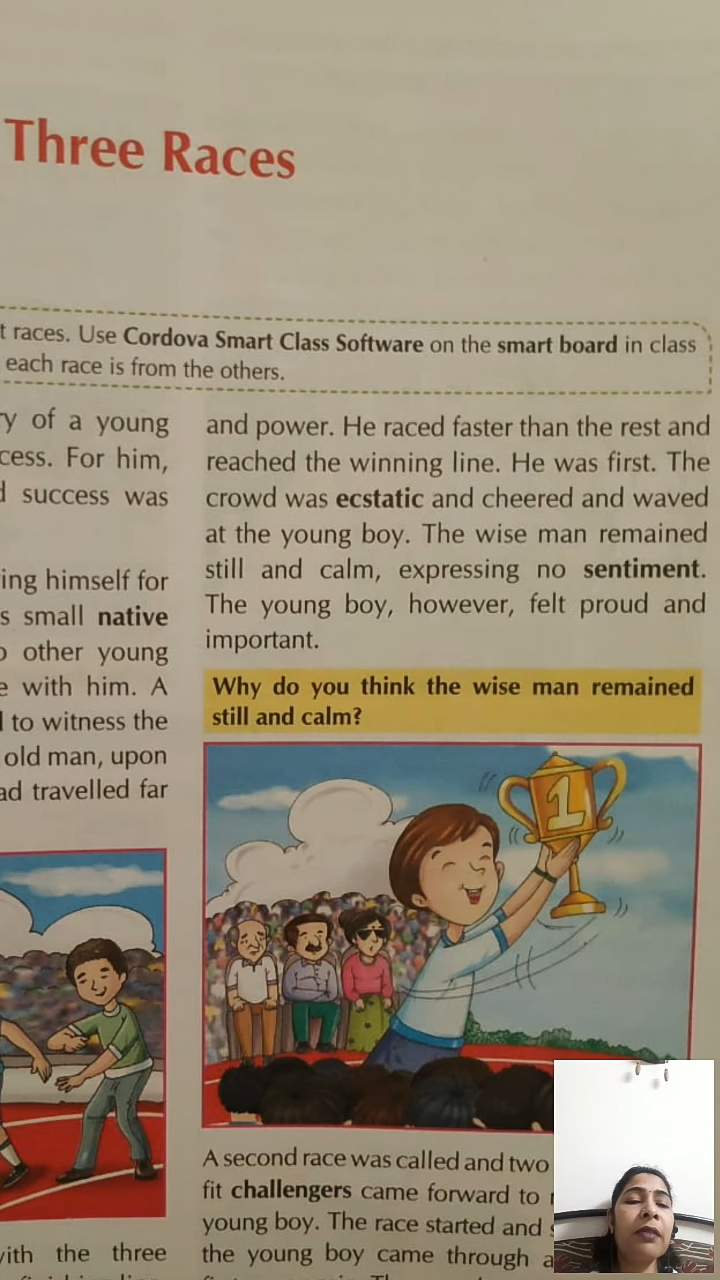 Three Races
t races. Use Cordova Smart Class Software on the smart board in class
each race is from the others.
y of a young
cess. For him,
d success was
ing himself for
s small native
o other young
e with him. A
l to witness the
old man, upon
ad travelled far
vith the three
and power. He raced faster than the rest and
reached the winning line. He was first. The
crowd was ecstatic and cheered and waved
at the young boy. The wise man remained
still and calm, expressing no sentiment.
The young boy, however, felt proud and
important.
Why do you think the wise man remained
still and calm?
1
A second race was called and two
fit challengers came forward to
young boy. The race started and
the young boy came through a